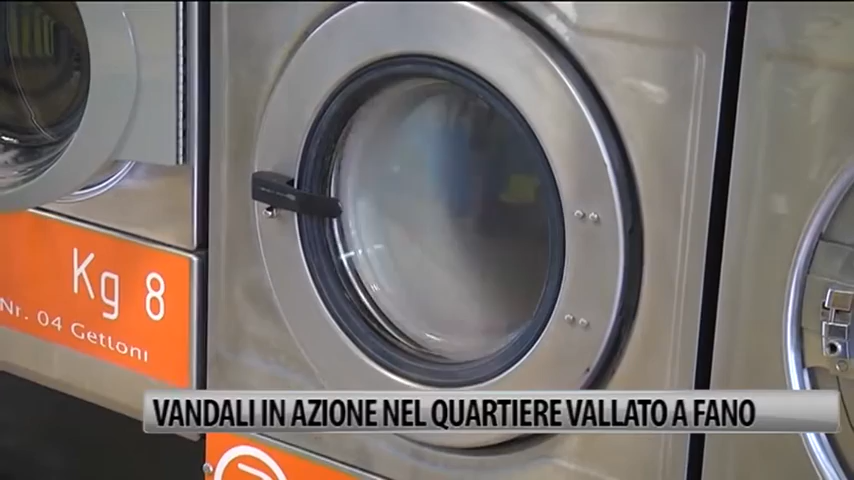 Kg 8
Nr. 04 Gettoni
VANDALI IN AZIONE NEL QUARTIERE VALLATO A FANO